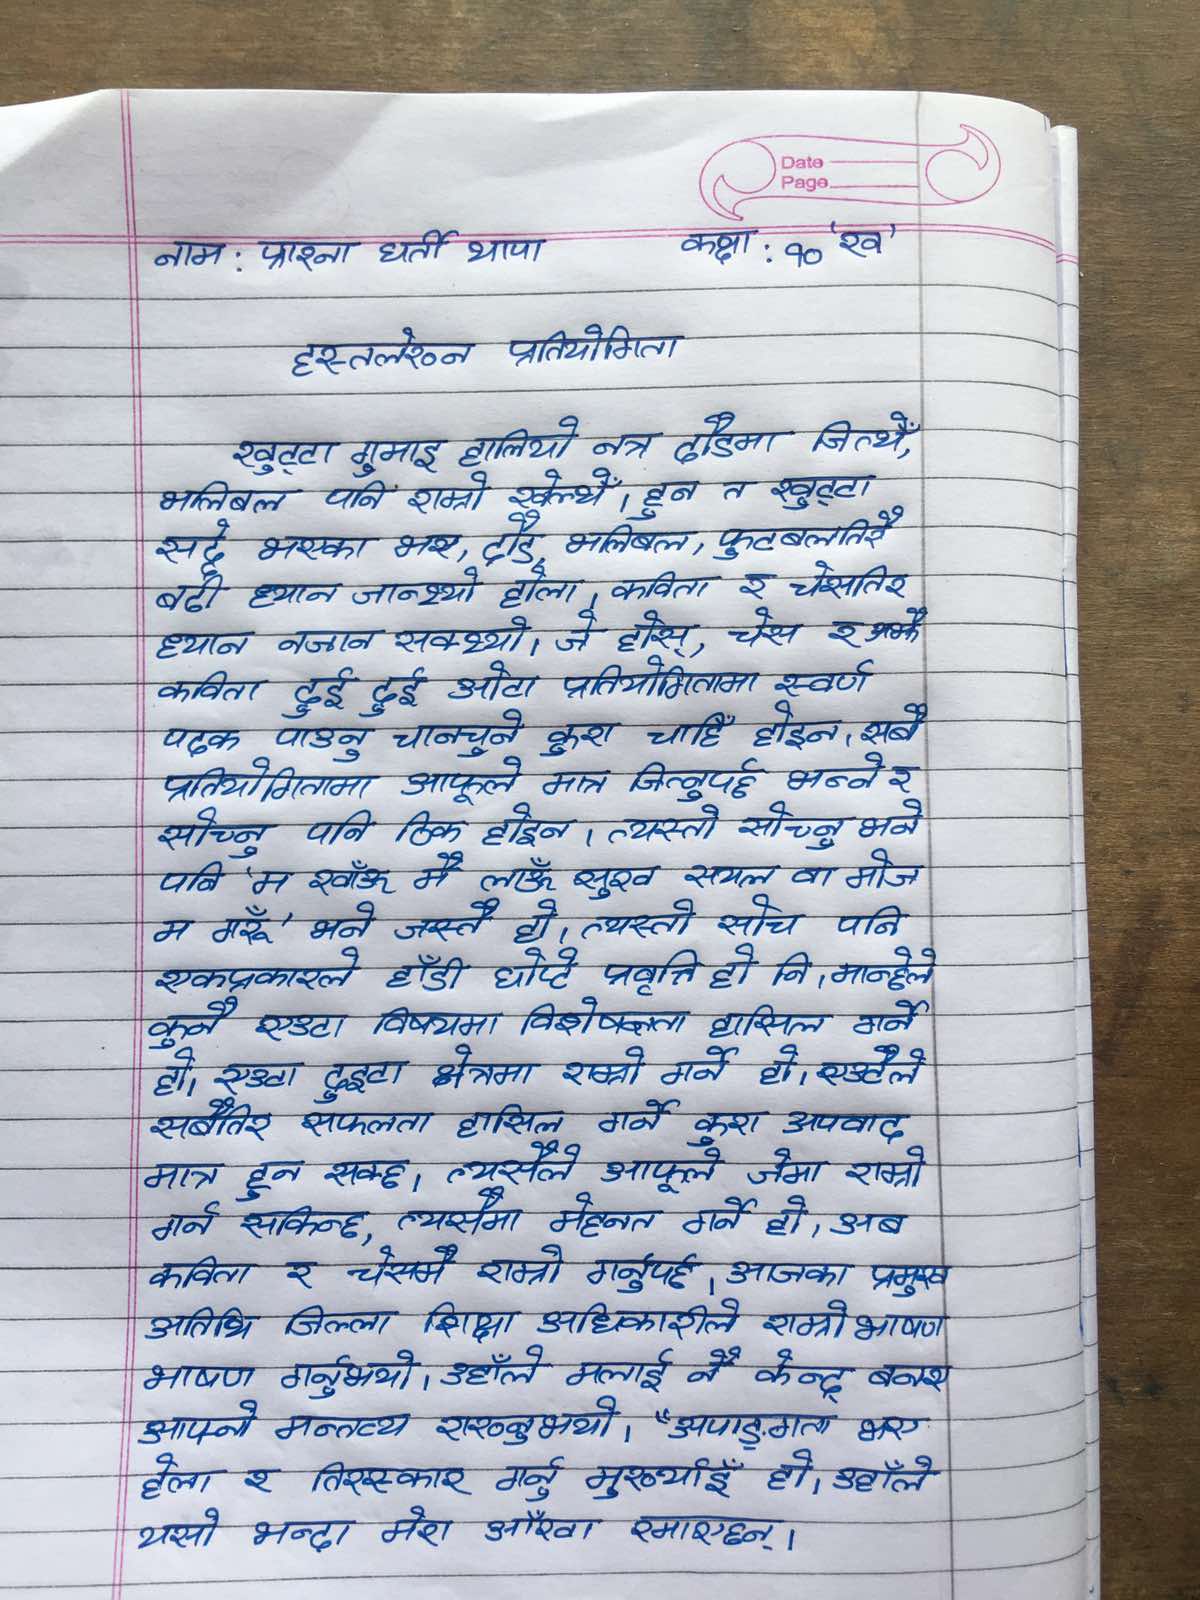 Date
Page
नाम : प्राश्ना घर्ती थापा कक्षा : १० 'ख'
हस्तलेखन प्रतियोगिता
खुट्टा गुमाइ हालियो नत्र दौडमा जित्थेँ,
भलिबल पनि राम्रो खेल्थेँ। हुन त खुट्टा
सद्दे भएका भए, दौड, भलिबल, फुटबलतिरै
बढी ध्यान जान्थ्यो होला। कविता र चेसतिर
ध्यान नजान सक्थ्यो। जे होस्, चेस र अझै
कविता दुई दुई ओटा प्रतियोगितामा स्वर्ण
पदक पाउनु चानचुने कुरा चाहिँ होइन। सबै
प्रतियोगितामा आफूले मात्र जित्नुपर्छ भन्ने र
सोच्नु पनि ठिक होइन। त्यस्तो सोच्नु भने
पनि 'म खाँऊ मै लाऊँ सुख सयल वा मोज
म गरूँ' भने जस्तै हो। त्यस्तो सोच पनि
एकप्रकारले हाँडी घोप्टे प्रवृत्ति हो नि। मान्छेले
कुनै एउटा विषयमा विशेषज्ञता हासिल गर्ने
हो। एउटा दुइटा क्षेत्रमा राम्रो गर्ने हो। एउटैले
सबैतिर सफलता हासिल गर्ने कुरा अपवाद
मात्र हुन सक्छ। त्यसैले आफूले जेमा राम्रो
गर्न सकिन्छ, त्यसैमा मेहनत गर्ने हो। अब
कविता र चेसमै राम्रो गर्नुपर्छ। आजका प्रमुख
अतिथि जिल्ला शिक्षा अधिकारीले राम्रो भाषण
भाषण गर्नुभयो। उहाँले मलाई नै केन्द्र बनाए
आफ्नो मन्तव्य राख्नुभयो। "अपाङ्गता भए
हेला र तिरस्कार गर्नु मुर्ख्याइँ हो। उहाँले
यसो भन्दा मेरा आँखा रमाएछन्।